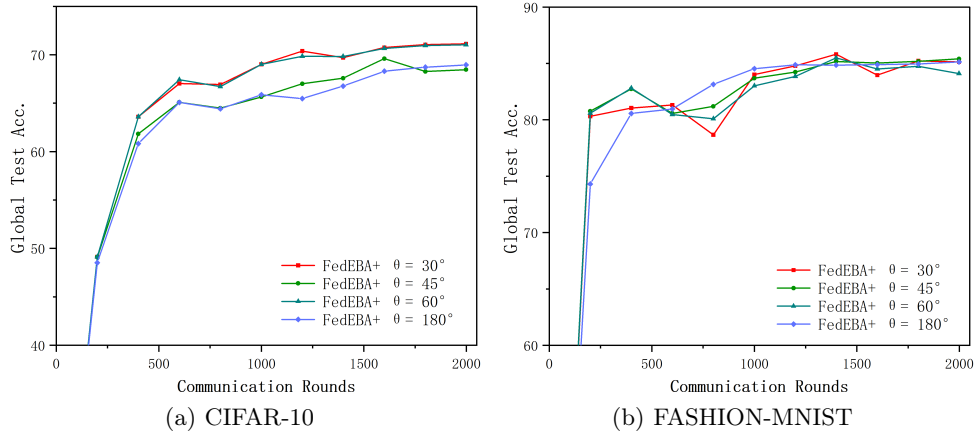 Global Test Acc.
70
60
50
40
0
500
1000
1500
2000
Communication Rounds
FedEBA+ θ = 30°
FedEBA+ θ = 45°
FedEBA+ θ = 60°
FedEBA+ θ = 180°
(a) CIFAR-10
Global Test Acc.
90
80
70
60
0
500
1000
1500
2000
Communication Rounds
FedEBA+ θ = 30°
FedEBA+ θ = 45°
FedEBA+ θ = 60°
FedEBA+ θ = 180°
(b) FASHION-MNIST